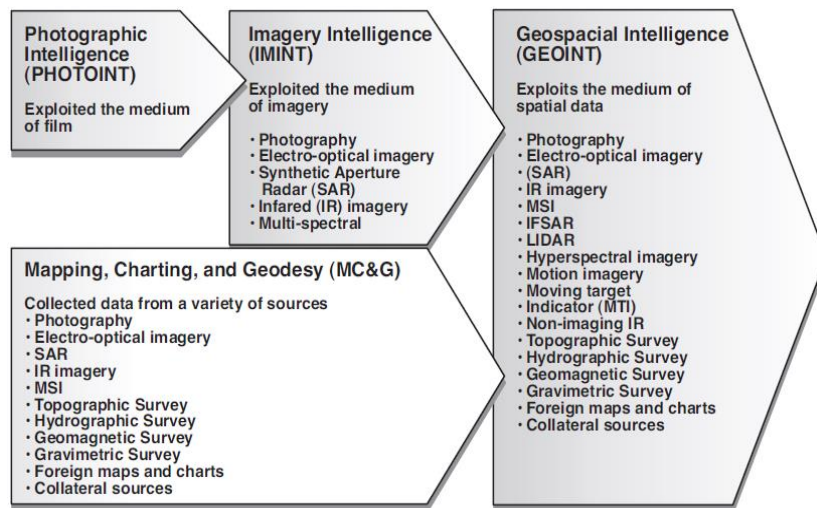 Photographic
Intelligence
(PHOTOINT)
Exploited the medium
of film
Imagery Intelligence
(IMINT)
Exploited the medium
of imagery
• Photography
• Electro-optical imagery
• Synthetic Aperture
Radar (SAR)
• Infared (IR) imagery
• Multi-spectral
Mapping, Charting, and Geodesy (MC&G)
Collected data from a variety of sources
• Photography
• Electro-optical imagery
• SAR
• IR imagery
• MSI
• Topographic Survey
• Hydrographic Survey
• Geomagnetic Survey
• Gravimetric Survey
• Foreign maps and charts
• Collateral sources
Geospacial Intelligence
(GEOINT)
Exploits the medium of
spatial data
• Photography
• Electro-optical imagery
• (SAR)
• IR imagery
• MSI
• IFSAR
• LIDAR
• Hyperspectral imagery
• Motion imagery
• Moving target
• Indicator (MTI)
• Non-imaging IR
• Topographic Survey
• Hydrographic Survey
• Geomagnetic Survey
• Gravimetric Survey
• Foreign maps and charts
• Collateral sources